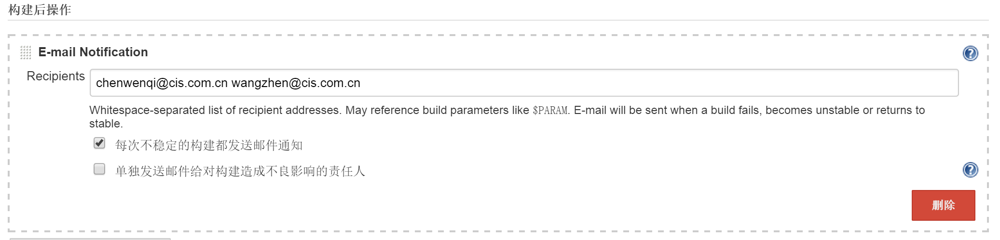 构建后操作
E-mail Notification
Recipients chenwenqi@cis.com.cn wangzhen@cis.com.cn
Whitespace-separated list of recipient addresses. May reference build parameters like $PARAM. E-mail will be sent when a build fails, becomes unstable or returns to
stable.
每次不稳定的构建都发送邮件通知
单独发送邮件给对构建造成不良影响的责任人
删除